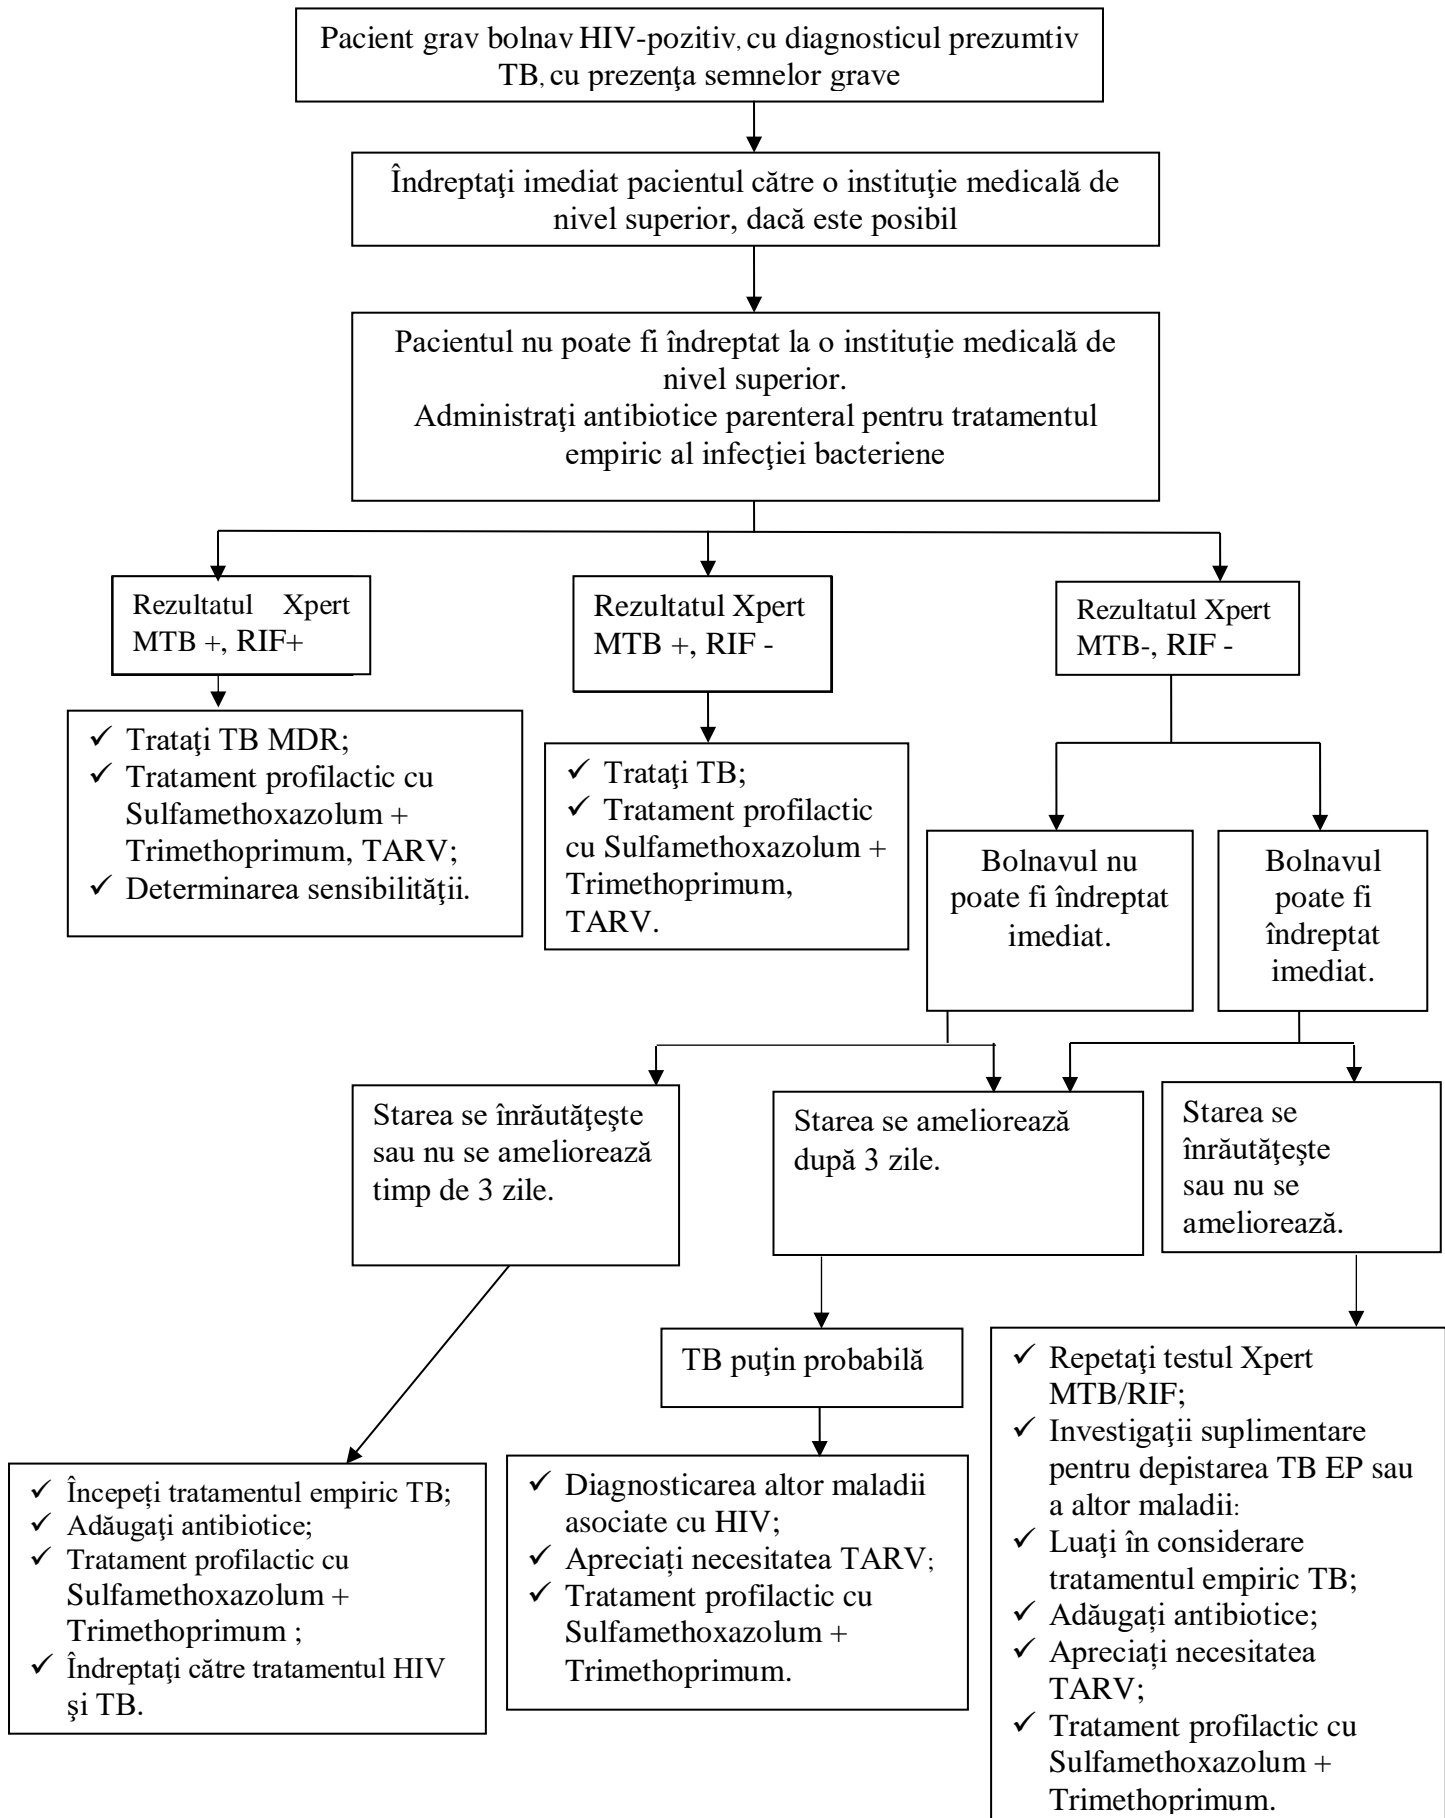 Pacient grav bolnav HIV-pozitiv, cu diagnosticul prezumtiv
TB, cu prezenţa semnelor grave
Îndreptaţi imediat pacientul către o instituţie medicală de
nivel superior, dacă este posibil
Pacientul nu poate fi îndreptat la o instituţie medicală de
nivel superior.
Administraţi antibiotice parenteral pentru tratamentul
empiric al infecţiei bacteriene
Rezultatul Xpert
MTB +, RIF+
Rezultatul Xpert
MTB +, RIF -
Rezultatul Xpert
MTB-, RIF -
✓ Trataţi TB MDR;
✓ Tratament profilactic cu
Sulfamethoxazolum +
Trimethoprimum, TARV;
✓ Determinarea sensibilităţii.
✓ Trataţi TB;
✓ Tratament profilactic
cu Sulfamethoxazolum +
Trimethoprimum,
TARV.
Bolnavul nu
poate fi îndreptat
imediat.
Bolnavul
poate fi
îndreptat
imediat.
Starea se înrăutăţeşte
sau nu se ameliorează
timp de 3 zile.
Starea se ameliorează
după 3 zile.
Starea se
înrăutăţeşte
sau nu se
ameliorează.
TB puţin probabilă
✓ Începeți tratamentul empiric TB;
✓ Adăugaţi antibiotice;
✓ Tratament profilactic cu
Sulfamethoxazolum +
Trimethoprimum ;
✓ Îndreptaţi către tratamentul HIV
şi TB.
✓ Diagnosticarea altor maladii
asociate cu HIV;
✓ Apreciați necesitatea TARV;
✓ Tratament profilactic cu
Sulfamethoxazolum +
Trimethoprimum.
✓ Repetaţi testul Xpert
MTB/RIF;
✓ Investigaţii suplimentare
pentru depistarea TB EP sau
a altor maladii:
✓ Luaţi în considerare
tratamentul empiric TB;
✓ Adăugați antibiotice;
✓ Apreciați necesitatea
TARV;
✓ Tratament profilactic cu
Sulfamethoxazolum +
Trimethoprimum.